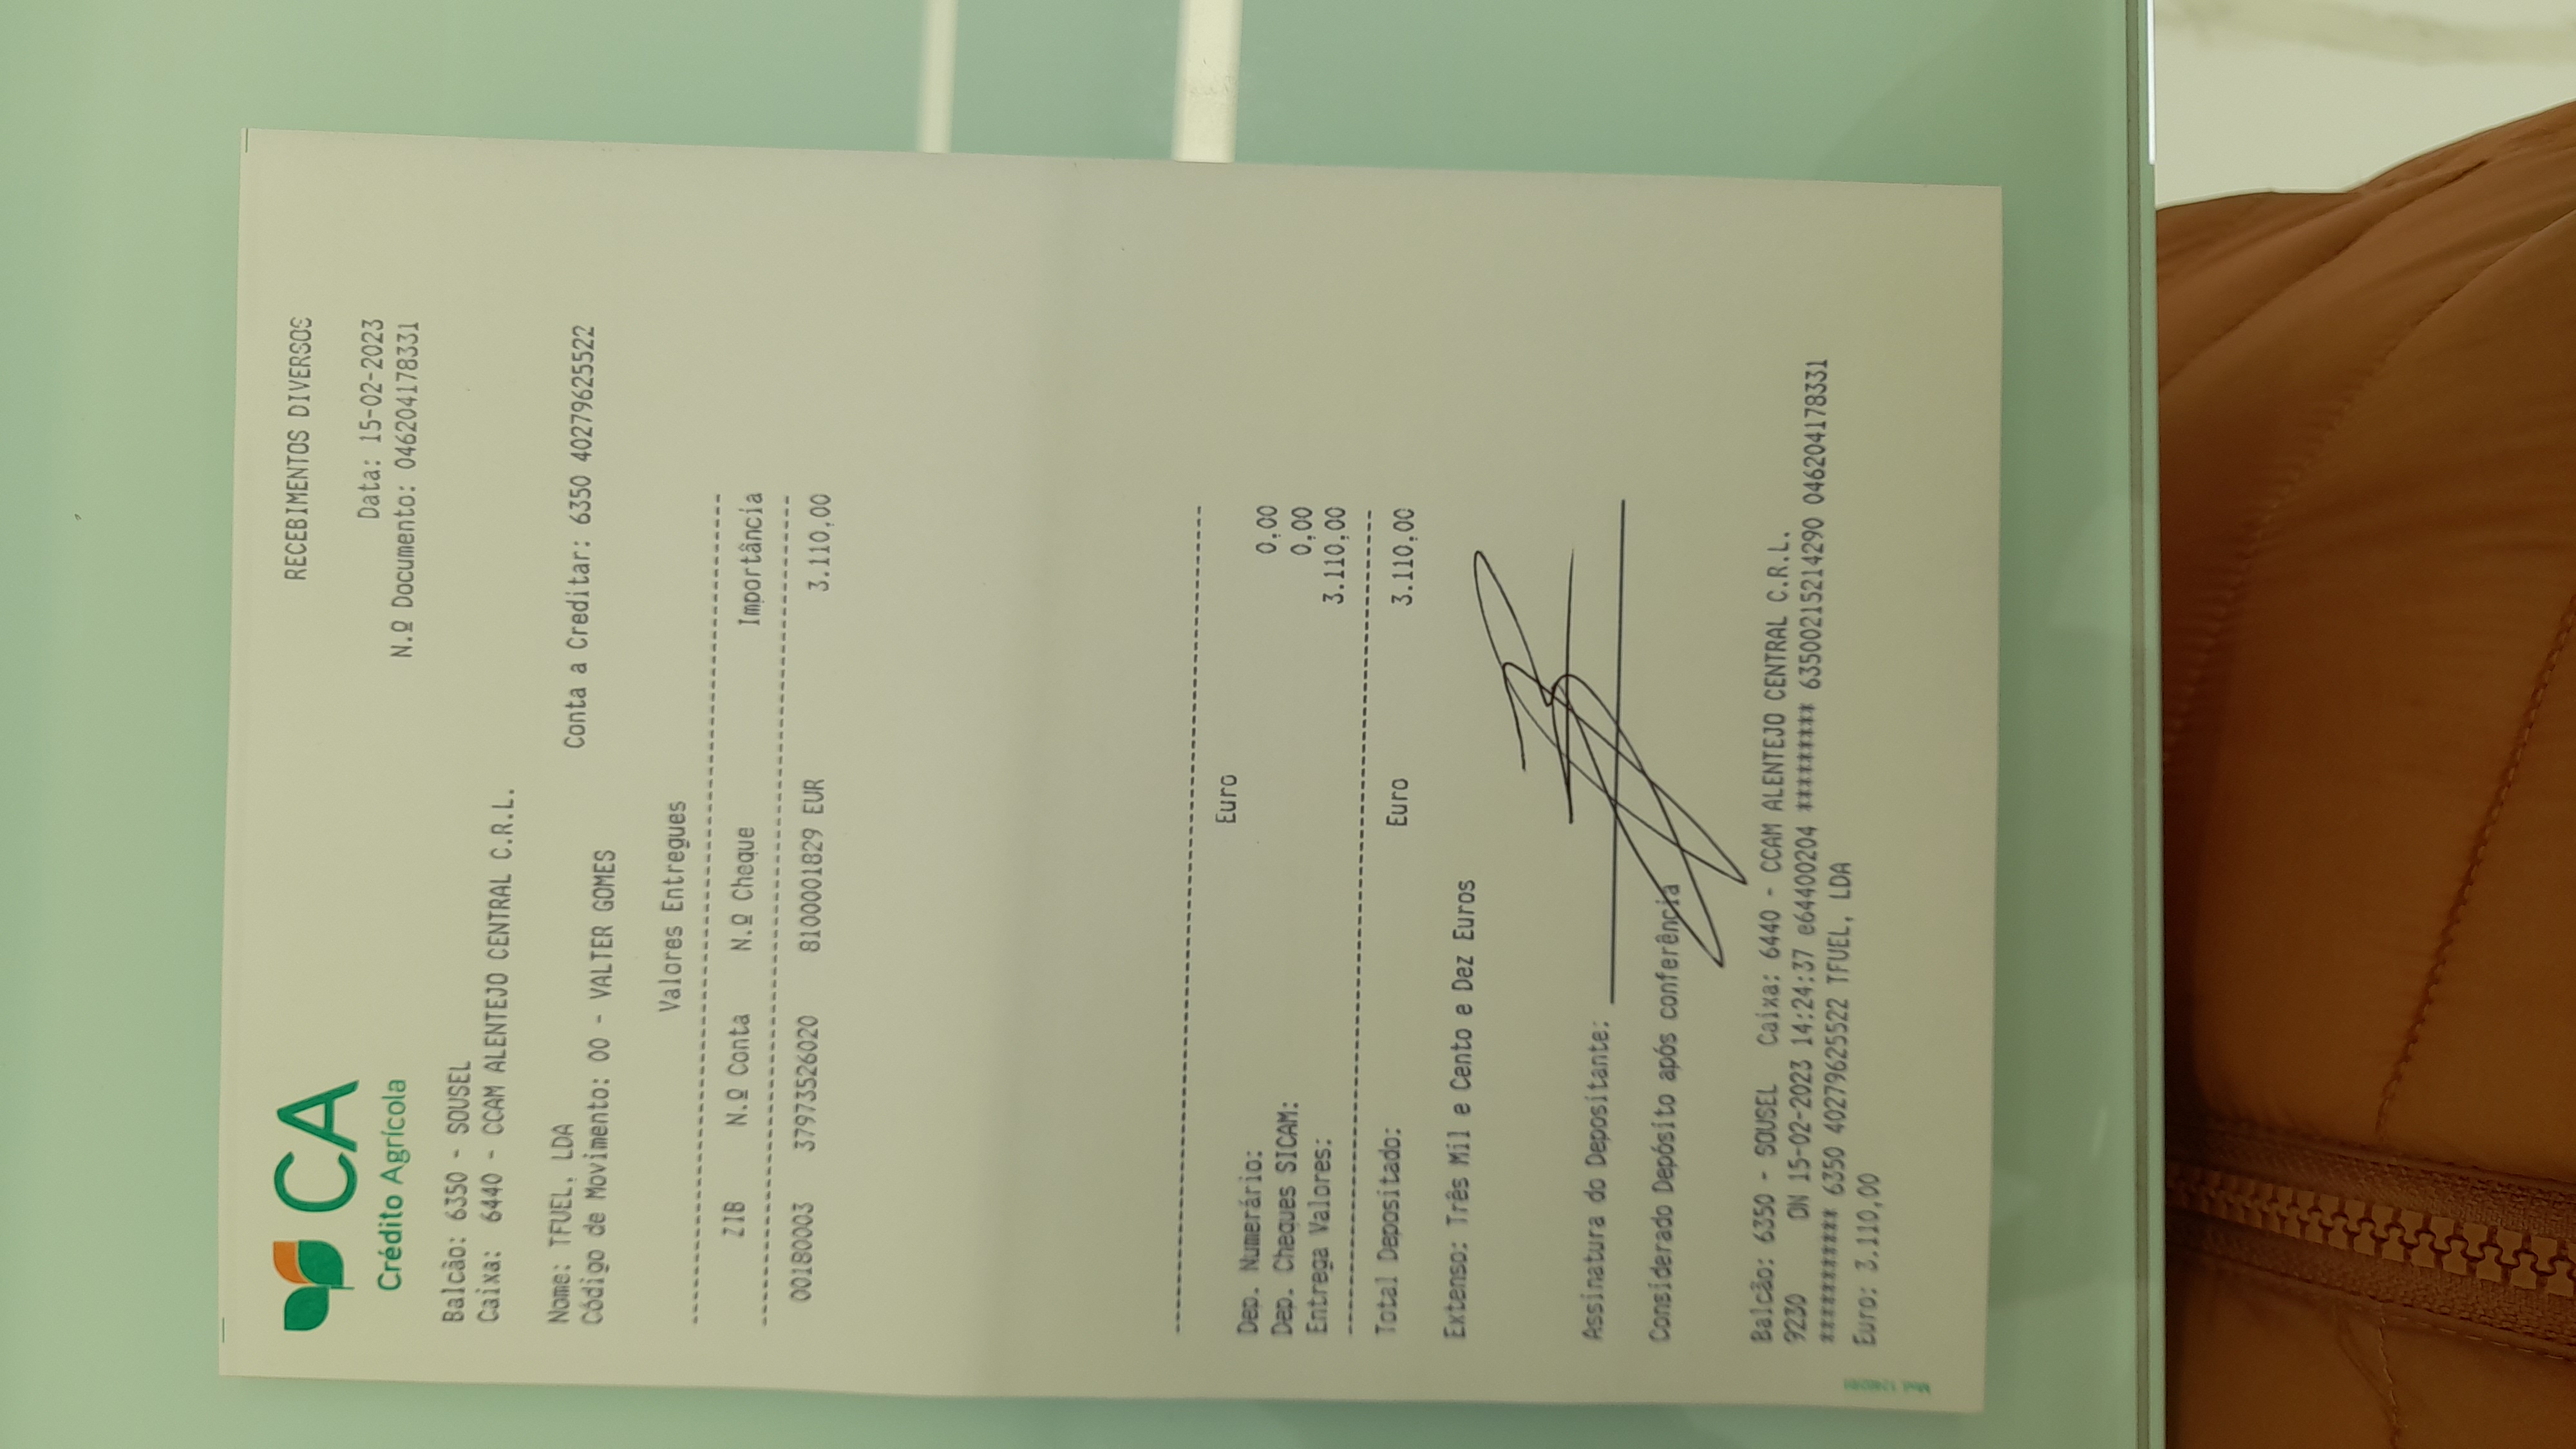 CA
Crédito Agrícola
RECEBIMENTOS DIVERSOS
Data: 15-02-2023
N.º Documento: 046204178331
Balcão: 6350 - SOUSEL
Caixa: 6440 - CCAM ALENTEJO CENTRAL C.R.L.
Nome: TFUEL, LDA Conta a Creditar: 6350 40279625522
Código de Movimento: 00 - VALTER GOMES
Valores Entregues
ZIB N.º Conta N.º Cheque Importância
00180003 37973526020 8100001829 EUR 3.110,00
Euro
Dep. Numerário: 0,00
Dep. Cheques SICAM: 0,00
Entrega Valores: 3.110,00
Total Depositado: Euro 3.110,00
Extenso: Três Mil e Cento e Dez Euros
Assinatura do Depositante:
Considerado Depósito após conferência
Balcão: 6350 - SOUSEL Caixa: 6440 - CCAM ALENTEJO CENTRAL C.R.L.
9230 ON 15-02-2023 14:24:37 e64400204 ********* 635002152142​90 046204178331
*********** 6350 40279625522 TFUEL, LDA
Euro: 3.110,00